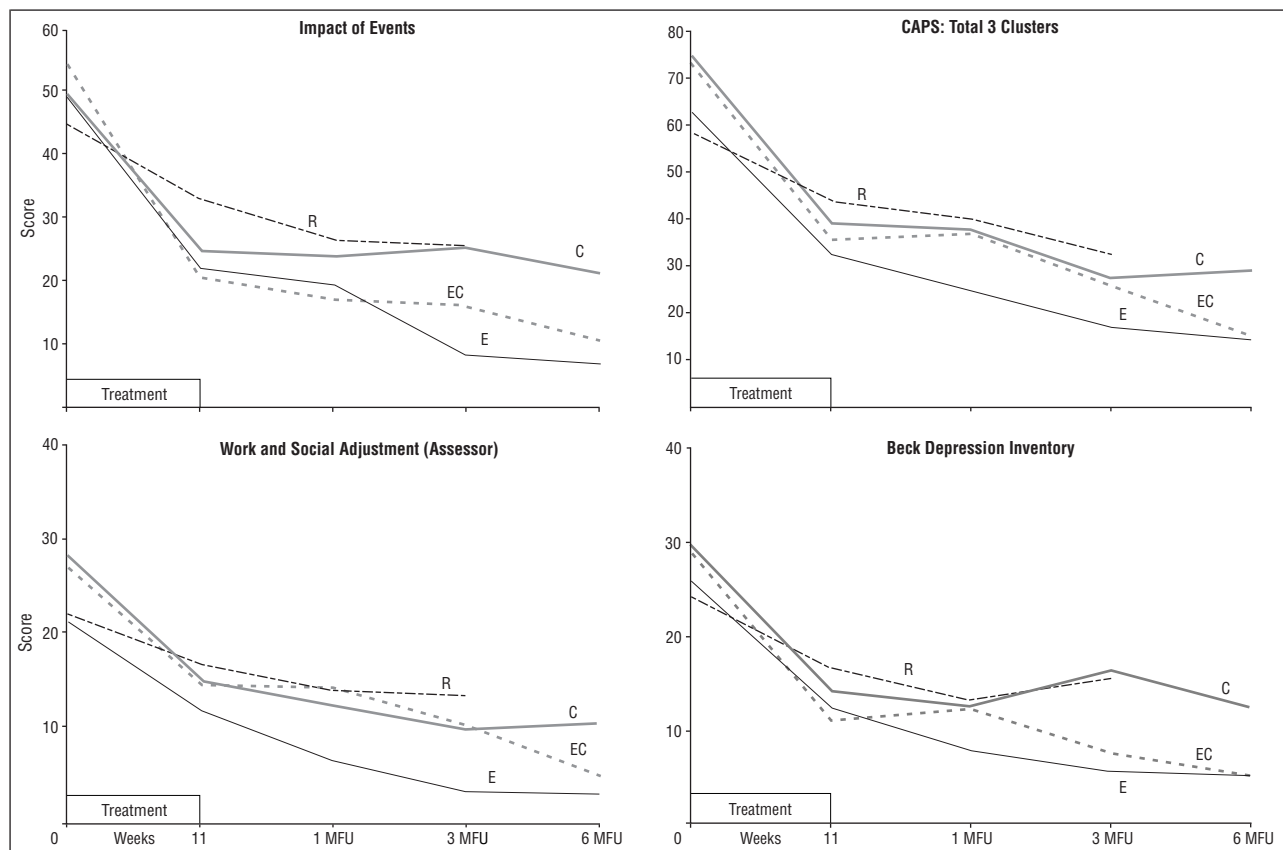 Impact of Events
60
50
40
30
20
10
Score
R
C
EC
E
Treatment
CAPS: Total 3 Clusters
80
70
60
50
40
30
20
10
R
C
EC
E
Treatment
Work and Social Adjustment (Assessor)
40
30
20
10
Score
R
C
EC
E
Treatment
0 Weeks 11 1 MFU 3 MFU 6 MFU
Beck Depression Inventory
40
30
20
10
R
C
EC
E
Treatment
0 Weeks 11 1 MFU 3 MFU 6 MFU